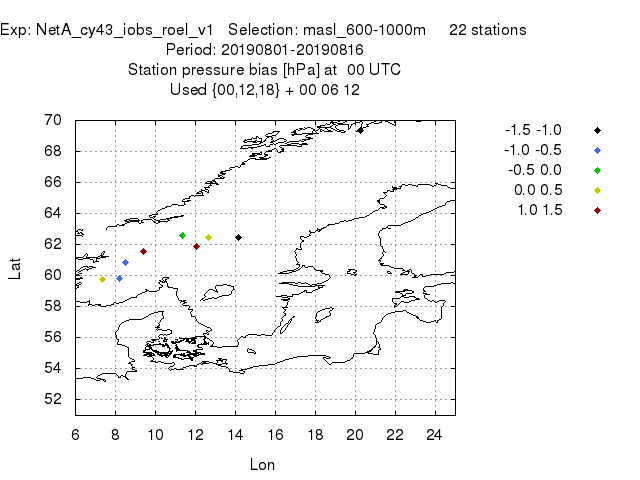 Exp: NetA_cy43_iobs_roel_v1 Selection: masl_600-1000m 22 stations
Period: 20190801-20190816
Station pressure bias [hPa] at 00 UTC
Used {00,12,18} + 00 06 12
70
68
66
64
62
60
58
56
54
52
Lat
6 8 10 12 14 16 18 20 22 24
Lon
-1.5 -1.0
-1.0 -0.5
-0.5 0.0
0.0 0.5
1.0 1.5